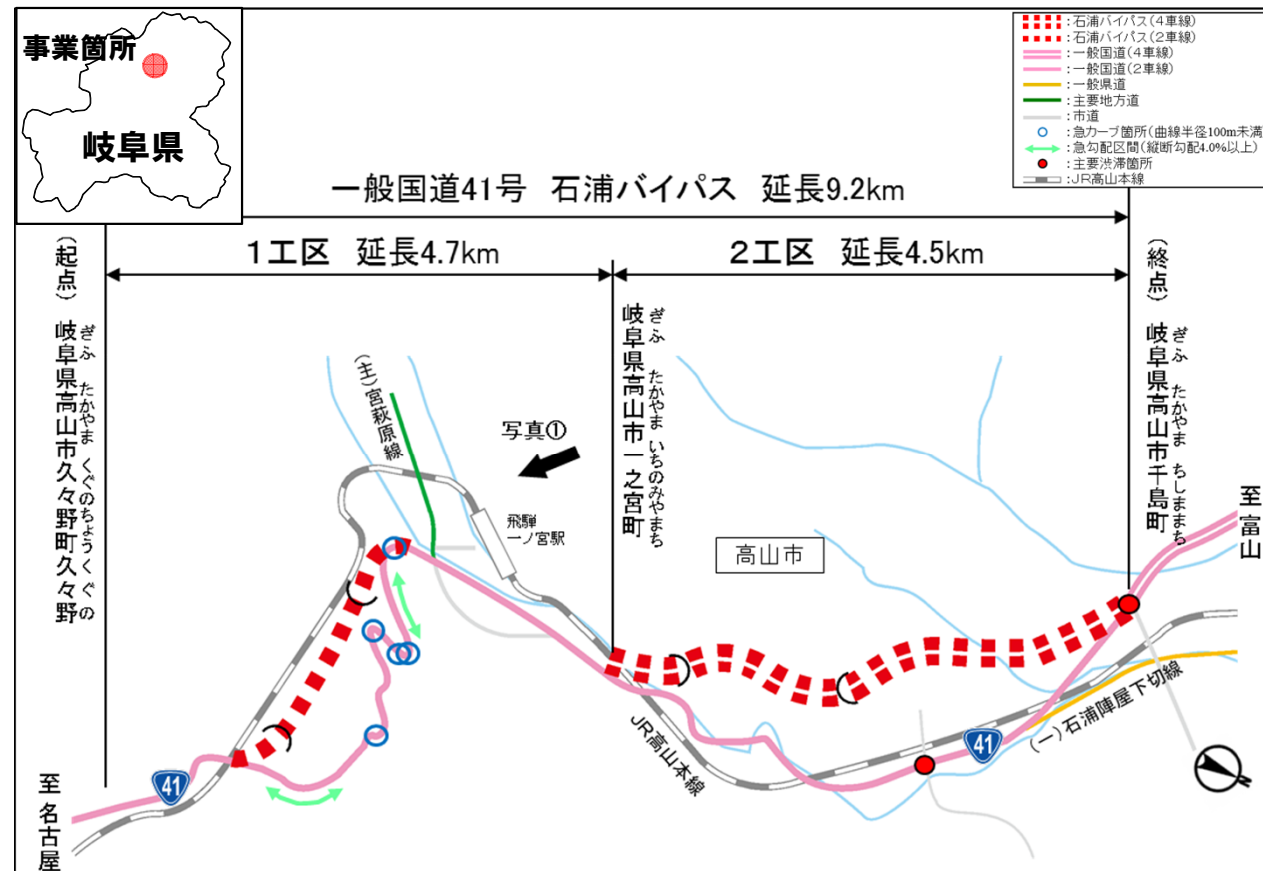 事業箇所
岐阜県
:石浦バイパス(4車線)
:石浦バイパス(2車線)
:一般国道(4車線)
:一般国道(2車線)
:一般県道
:主要地方道
:市道
:急カーブ箇所(曲線半径100m未満
:急勾配区間(縦断勾配4.0%以上)
:主要渋滞箇所
:JR高山本線
一般国道41号 石浦バイパス 延長9.2km
1工区 延長4.7km
2工区 延長4.5km
(起点) 岐阜県高山市久々野町久々野
ぎふ たかやま くぐのちょうくぐの
岐阜県高山市一之宮町
ぎふ たかやま いちのみやまち
(終点) 岐阜県高山市千島町
ぎふ たかやま ちしままち
(主)宮萩原線
写真①
飛騨
一ノ宮駅
高山市
至富山
JR高山本線
(一)石浦陣屋下切線
41
41
至名古屋
N